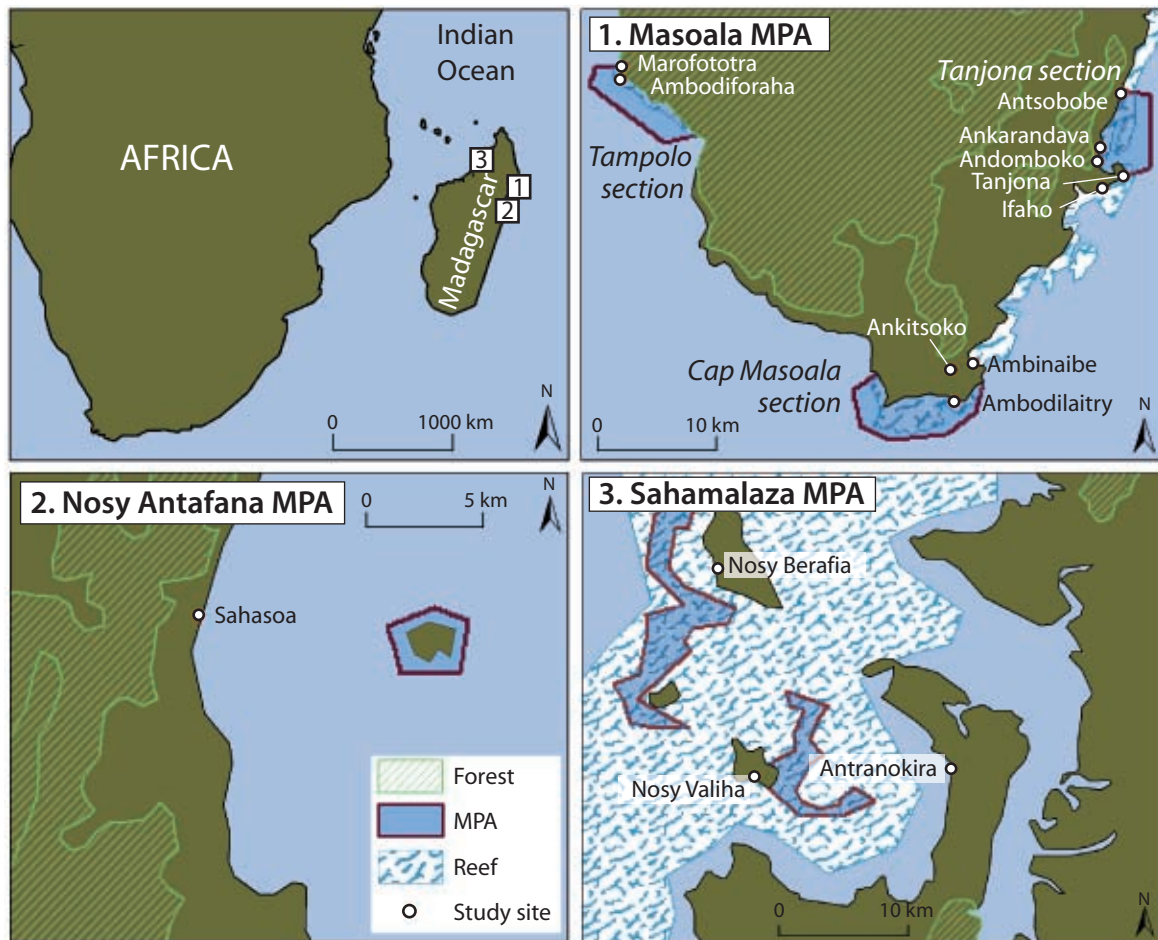 Indian
Ocean
AFRICA
3
1
2
Madagascar
0 1000 km
N
1. Masoala MPA
Marofototra
Ambodiforaha
Tanjona section
Antsobobe
Ankarandava
Andomboko
Tanjona
Ifaho
Tampolo
section
Ankitsoko
Ambinaibe
Cap Masoala
section
Ambodilaitry
0 10 km
N
2. Nosy Antafana MPA
0 5 km
N
Sahasoa
Forest
MPA
Reef
Study site
3. Sahamalaza MPA
Nosy Berafia
Antranokira
Nosy Valiha
0 10 km
N